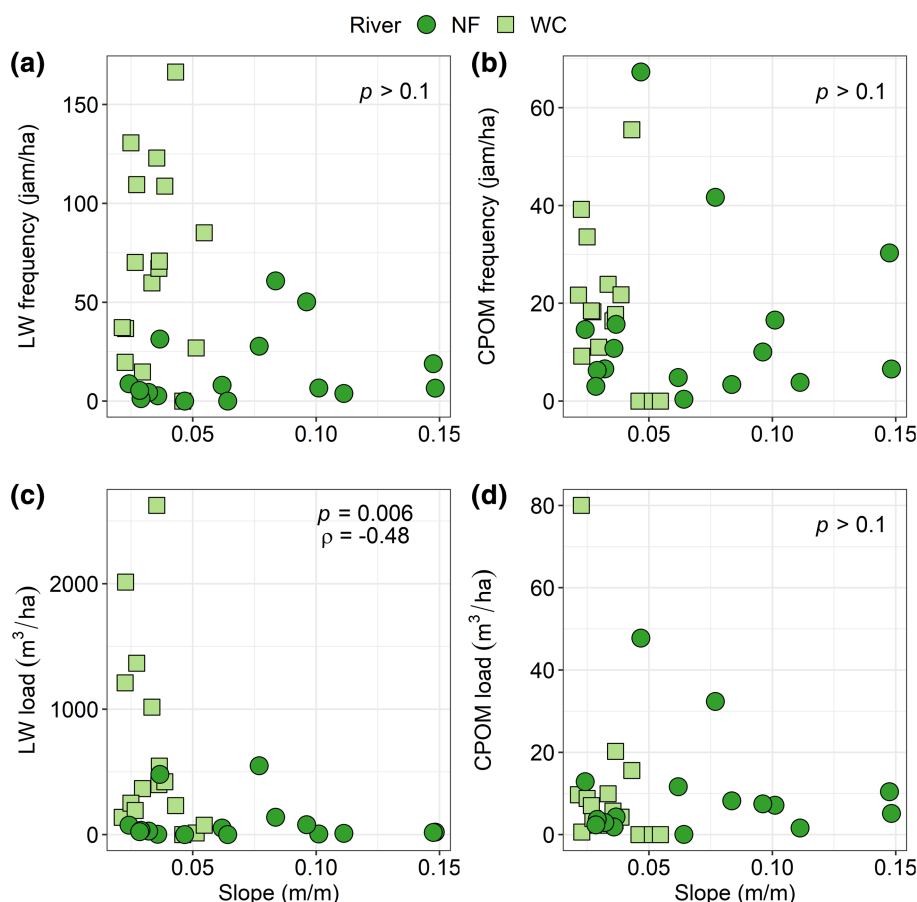 River NF WC
(a)
LW frequency (jam/ha)
150
100
50
0
p > 0.1
0.05 0.10 0.15
(b)
CPOM frequency (jam/ha)
60
40
20
0
p > 0.1
0.05 0.10 0.15
(c)
LW load (m³/ha)
2000
1000
0
p = 0.006
ρ = -0.48
0.05 0.10 0.15
Slope (m/m)
(d)
CPOM load (m³/ha)
80
60
40
20
0
p > 0.1
0.05 0.10 0.15
Slope (m/m)